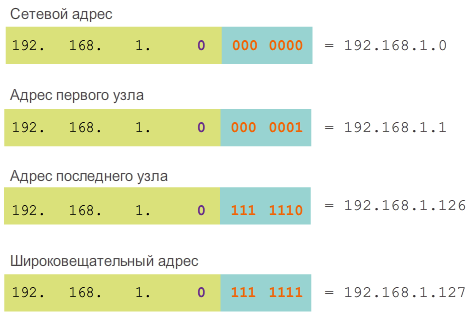 Сетевой адрес
192. 168. 1. 0 000 0000 = 192.168.1.0
Адрес первого узла
192. 168. 1. 0 000 0001 = 192.168.1.1
Адрес последнего узла
192. 168. 1. 0 111 1110 = 192.168.1.126
Широковещательный адрес
192. 168. 1. 0 111 1111 = 192.168.1.127